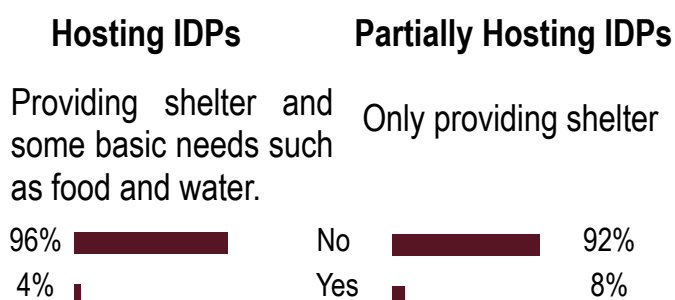 Hosting IDPs
Partially Hosting IDPs
Providing shelter and
some basic needs such
as food and water.
Only providing shelter
96% No 92%
4% Yes 8%